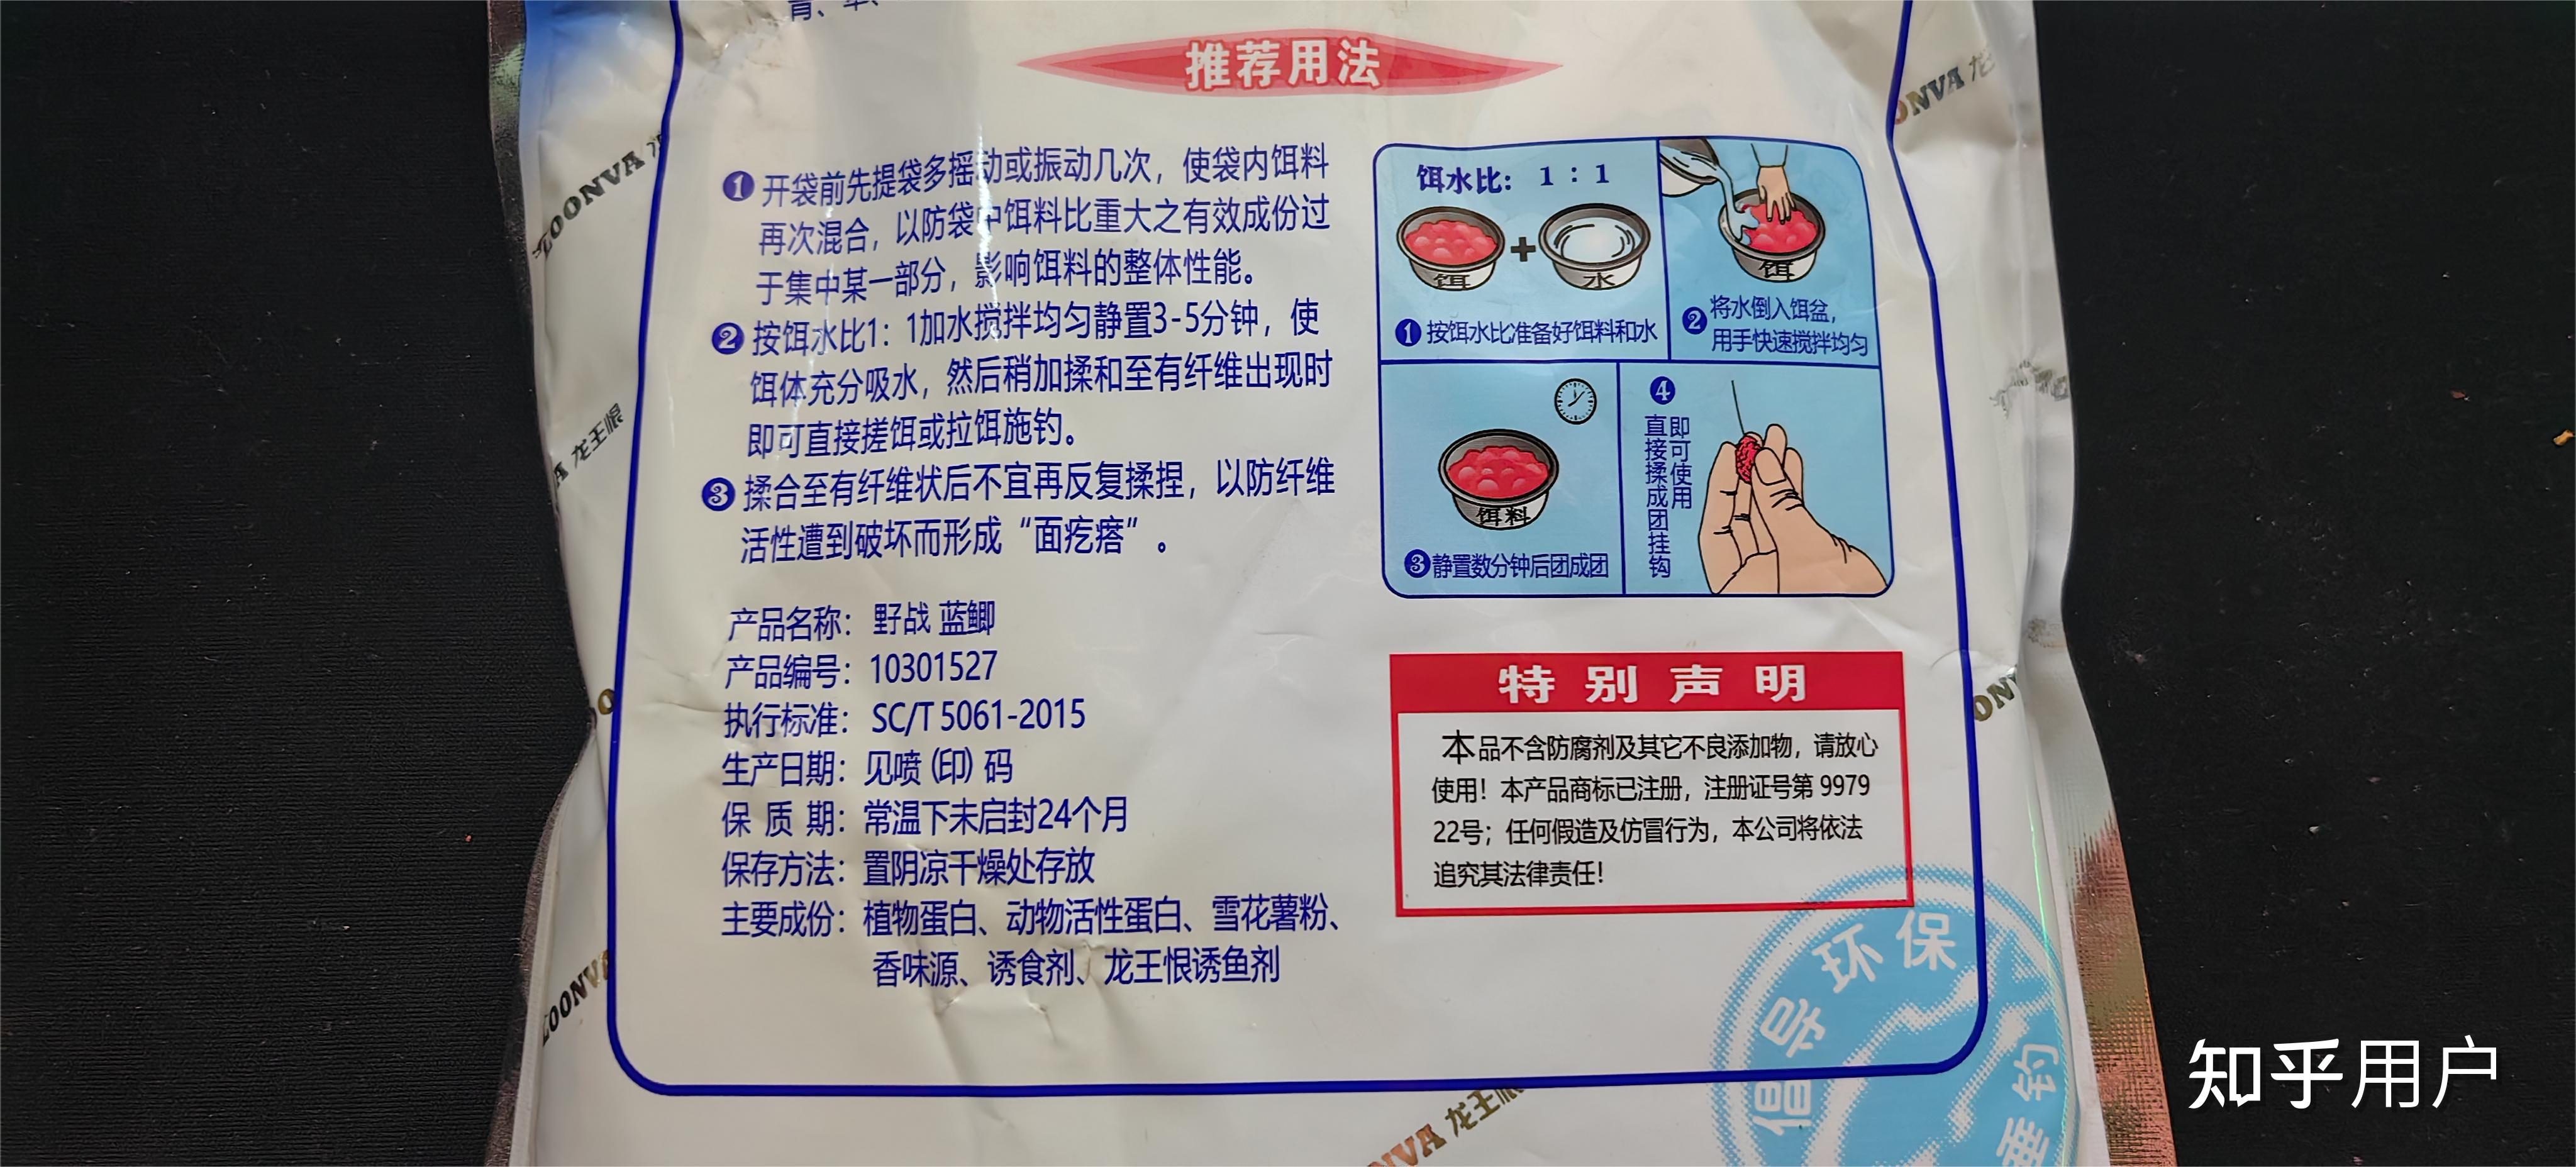 推荐用法
❶ 开袋前先提袋多摇动或振动几次，使袋内饵料
再次混合，以防袋中饵料比重大之有效成份过
于集中某一部分，影响饵料的整体性能。
❷ 按饵水比1：1加水搅拌均匀静置3-5分钟，使
饵体充分吸水，然后稍加揉和至有纤维出现时
即可直接搓饵或拉饵施钓。
❸ 揉合至有纤维状后不宜再反复揉捏，以防纤维
活性遭到破坏而形成“面疙瘩”。
产品名称：野战 蓝鲫
产品编号：10301527
执行标准：SC/T 5061-2015
生产日期：见喷（印）码
保 质 期：常温下未启封24个月
保存方法：置阴凉干燥处存放
主要成份：植物蛋白、动物活性蛋白、雪花薯粉、
香味源、诱食剂、龙王恨诱鱼剂
饵水比：1：1
饵
+
水
❶ 按饵水比准备好饵料和水
饵
❷ 将水倒入饵盆，
用手快速搅拌均匀
饵料
❸ 静置数分钟后团成团
❹
直接揉成团挂钩
即可使用
特别声明
本品不含防腐剂及其它不良添加物，请放心
使用！本产品商标已注册，注册证号第 9979
22号；任何假造及仿冒行为，本公司将依法
追究其法律责任！
倡导环保
垂钓
LOONVA
龙王恨
知乎用户